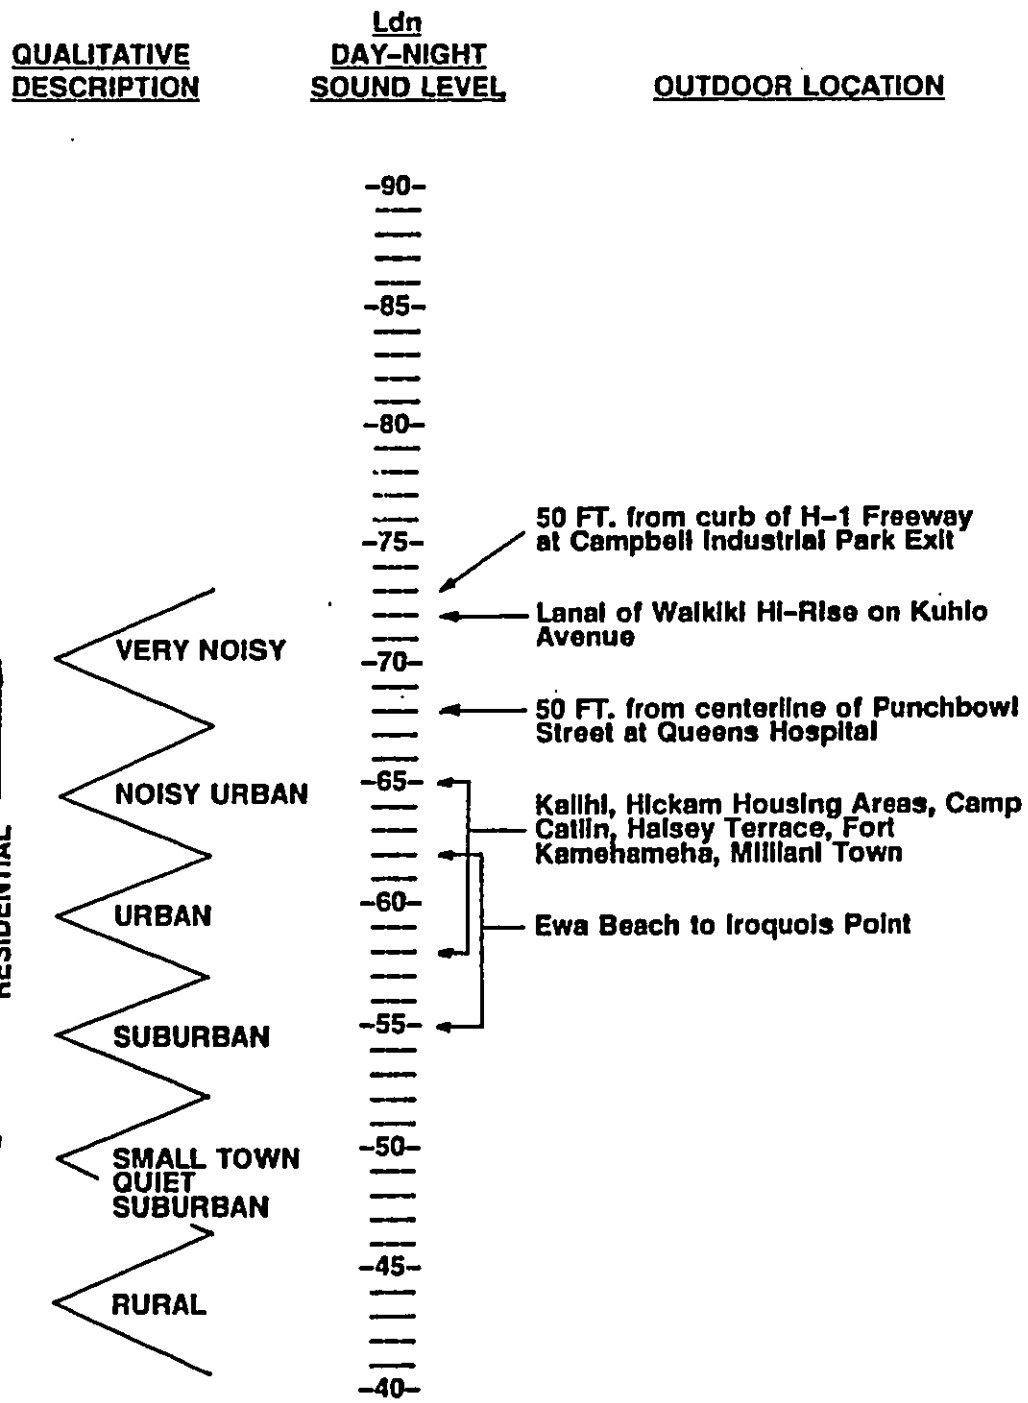 Ldn
QUALITATIVE DAY-NIGHT
DESCRIPTION SOUND LEVEL OUTDOOR LOCATION
-90-
-85-
-80-
50 FT. from curb of H-1 Freeway
-75- at Campbell Industrial Park Exit
Lanai of Waikiki Hi-Rise on Kuhio
Avenue
VERY NOISY
-70-
50 FT. from centerline of Punchbowl
Street at Queens Hospital
-65-
NOISY URBAN
Kalihi, Hickam Housing Areas, Camp
Catlin, Halsey Terrace, Fort
Kamehameha, Mililani Town
RESIDENTIAL
-60-
URBAN
Ewa Beach to Iroquois Point
-55-
SUBURBAN
-50-
SMALL TOWN
QUIET
SUBURBAN
-45-
RURAL
-40-